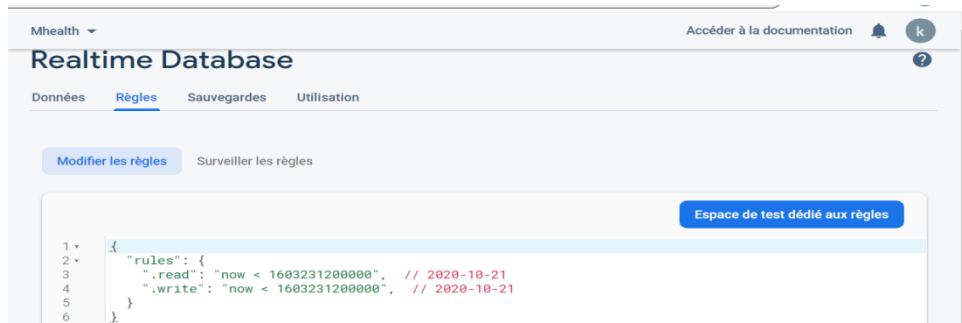 Mhealth Accéder à la documentation k
Realtime Database ?
Données Règles Sauvegardes Utilisation
Modifier les règles Surveiller les règles
Espace de test dédié aux règles
1 {
2 "rules": {
3 ".read": "now < 1603231200000", // 2020-10-21
4 ".write": "now < 1603231200000", // 2020-10-21
5 }
6 }